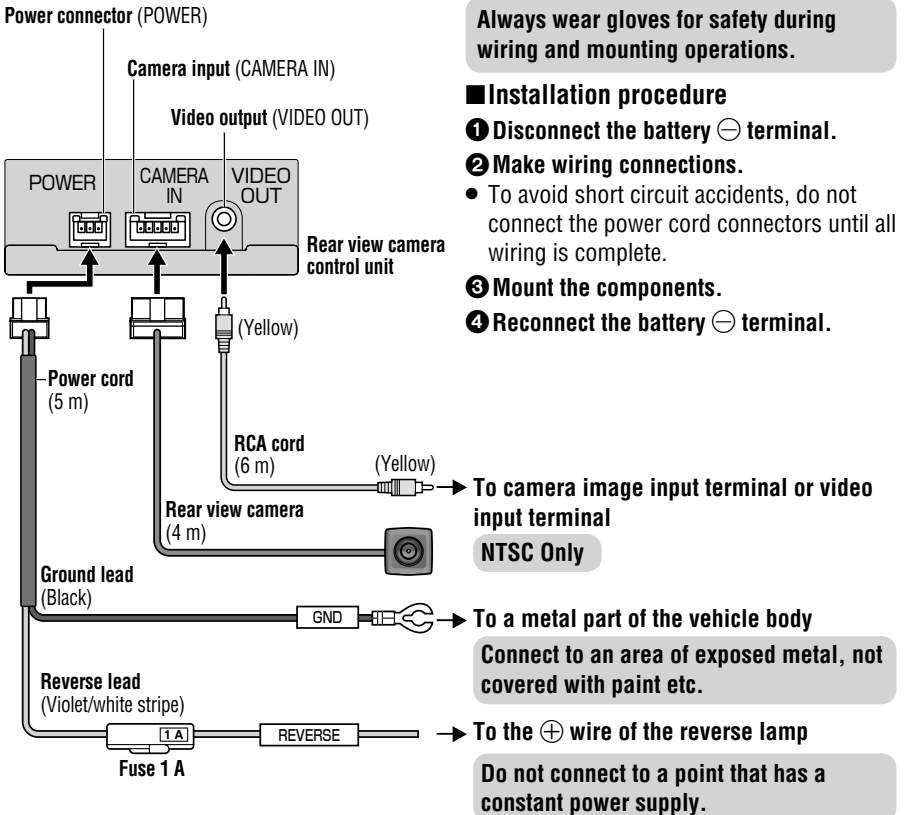 Power connector (POWER)
Camera input (CAMERA IN)
Video output (VIDEO OUT)
POWER
CAMERA
IN
VIDEO
OUT
Rear view camera
control unit
(Yellow)
Power cord
(5 m)
RCA cord
(6 m)
(Yellow)
Rear view camera
(4 m)
Ground lead
(Black)
GND
Reverse lead
(Violet/white stripe)
1 A
REVERSE
Fuse 1 A
Always wear gloves for safety during
wiring and mounting operations.
■Installation procedure
❶Disconnect the battery ⊖ terminal.
❷Make wiring connections.
● To avoid short circuit accidents, do not
connect the power cord connectors until all
wiring is complete.
❸Mount the components.
❹Reconnect the battery ⊖ terminal.
To camera image input terminal or video
input terminal
NTSC Only
To a metal part of the vehicle body
Connect to an area of exposed metal, not
covered with paint etc.
To the ⊕ wire of the reverse lamp
Do not connect to a point that has a
constant power supply.